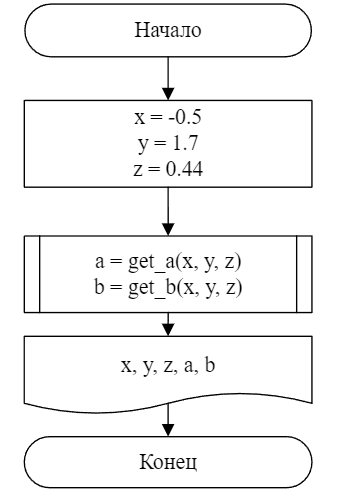 Начало
x = -0.5
y = 1.7
z = 0.44
a = get_a(x, y, z)
b = get_b(x, y, z)
x, y, z, a, b
Конец